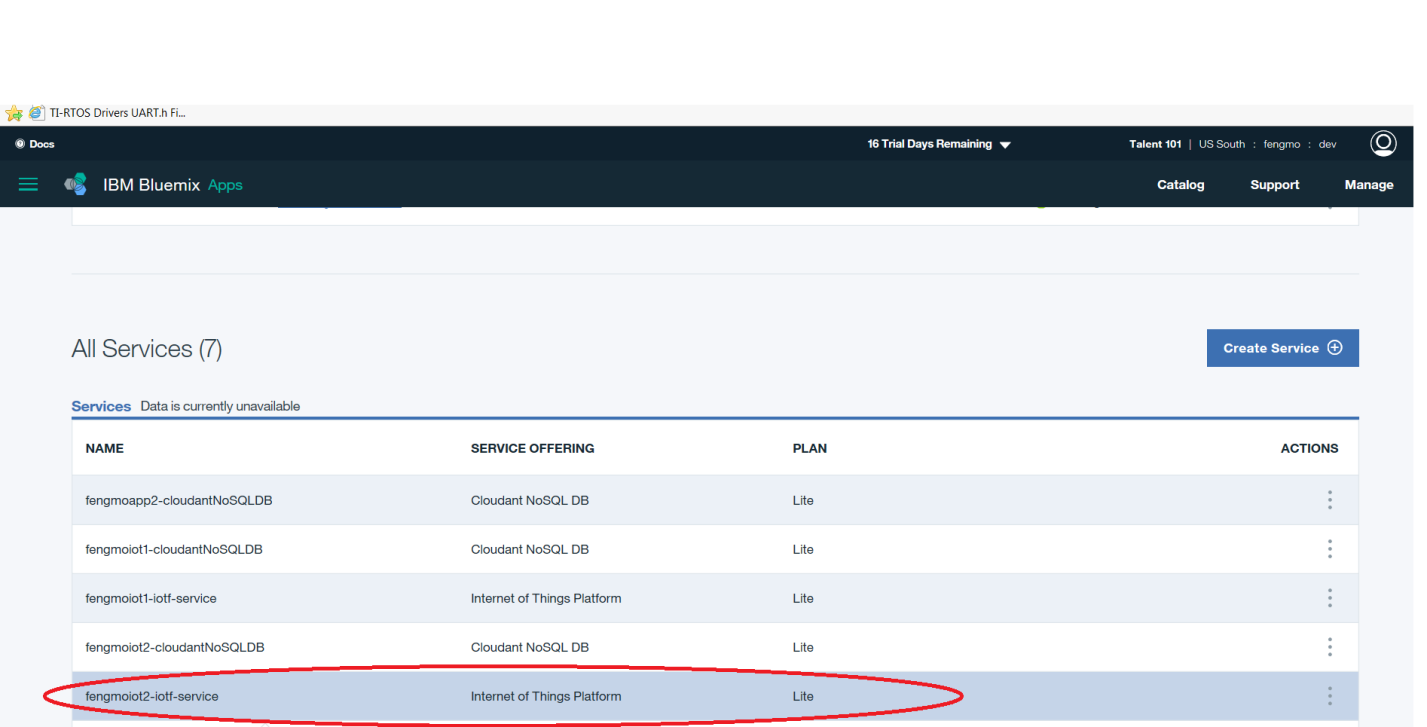 TI-RTOS Drivers UART.h Fi...
Docs 16 Trial Days Remaining Talent 101 | US South : fengmo : dev
IBM Bluemix Apps Catalog Support Manage
All Services (7) Create Service
Services Data is currently unavailable
NAME SERVICE OFFERING PLAN ACTIONS
fengmoapp2-cloudantNoSQLDB Cloudant NoSQL DB Lite
fengmoiot1-cloudantNoSQLDB Cloudant NoSQL DB Lite
fengmoiot1-iotf-service Internet of Things Platform Lite
fengmoiot2-cloudantNoSQLDB Cloudant NoSQL DB Lite
fengmoiot2-iotf-service Internet of Things Platform Lite